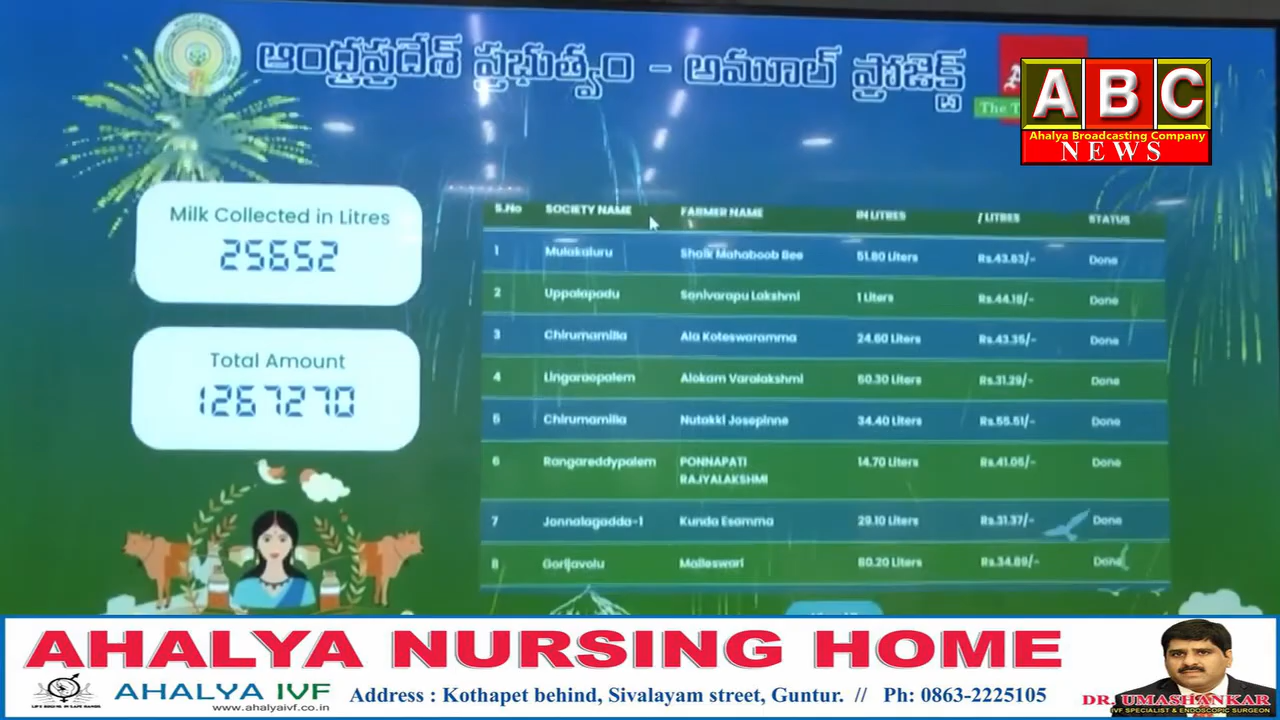 ఆంధ్రప్రదేశ్ ప్రభుత్వం - అమూల్ ప్రాజెక్ట్
ABC
Ahalya Broadcasting Company
NEWS
Milk Collected in Litres
25652
Total Amount
1267270
S.No SOCIETY NAME FARMER NAME IN LITRES / LITRES STATUS
1 Mulakaluru Shaik Mahaboob Bee 51.80 Liters Rs.43.63/- Done
2 Uppalapadu Sanivarapu Lakshmi 1 Liters Rs.44.19/- Done
3 Chirumamilla Ala Koteswaramma 24.60 Liters Rs.43.35/- Done
4 Lingaraopalem Alokam Varalakshmi 50.30 Liters Rs.31.29/- Done
5 Chirumamilla Nutakki Josepinne 34.40 Liters Rs.55.51/- Done
6 Rangareddypalem PONNAPATI 14.70 Liters Rs.41.06/- Done
RAJYALAKSHMI
7 Jonnalagadda-1 Kunda Esamma 29.10 Liters Rs.31.37/- Done
8 Gorijavolu Malleswari 60.20 Liters Rs.34.89/- Done
AHALYA NURSING HOME
AHALYA IVF
www.ahalyaivf.co.in
Address : Kothapet behind, Sivalayam street, Guntur. // Ph: 0863-2225105
DR. UMASHANKAR
IVF SPECIALIST & ENDOSCOPIC SURGEON